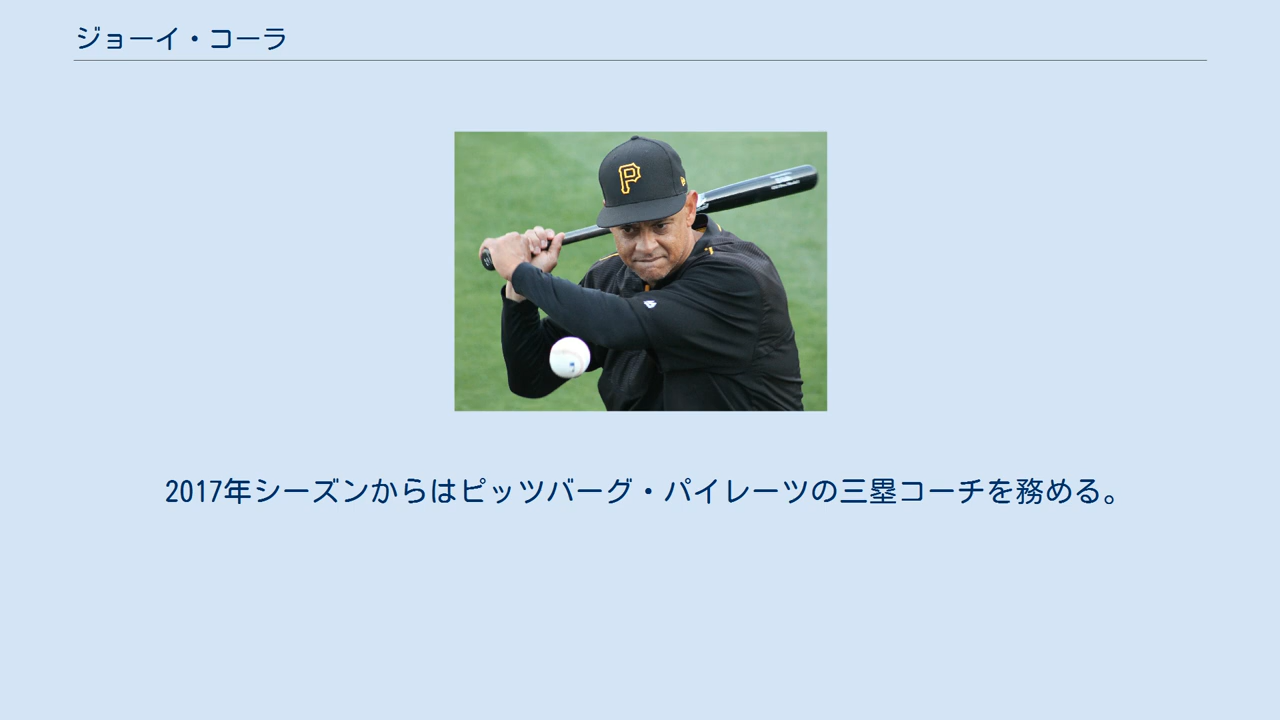 ジョーイ・コーラ
P
2017年シーズンからはピッツバーグ・パイレーツの三塁コーチを務める。